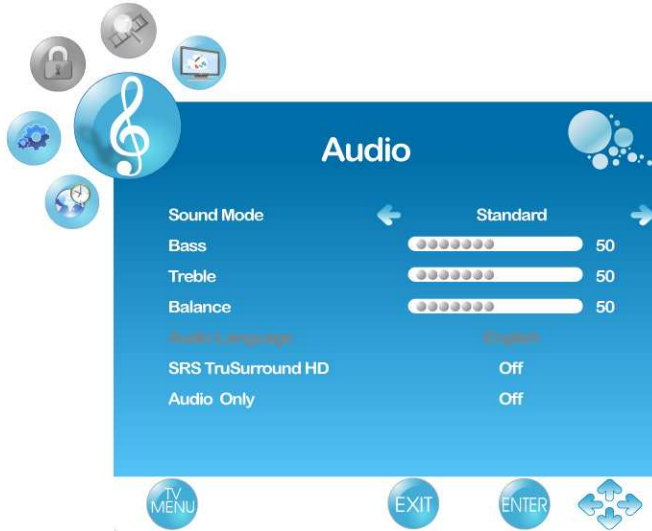 Audio
Sound Mode Standard
Bass 50
Treble 50
Balance 50
Audio Language English
SRS TruSurround HD Off
Audio Only Off
TV MENU EXIT ENTER